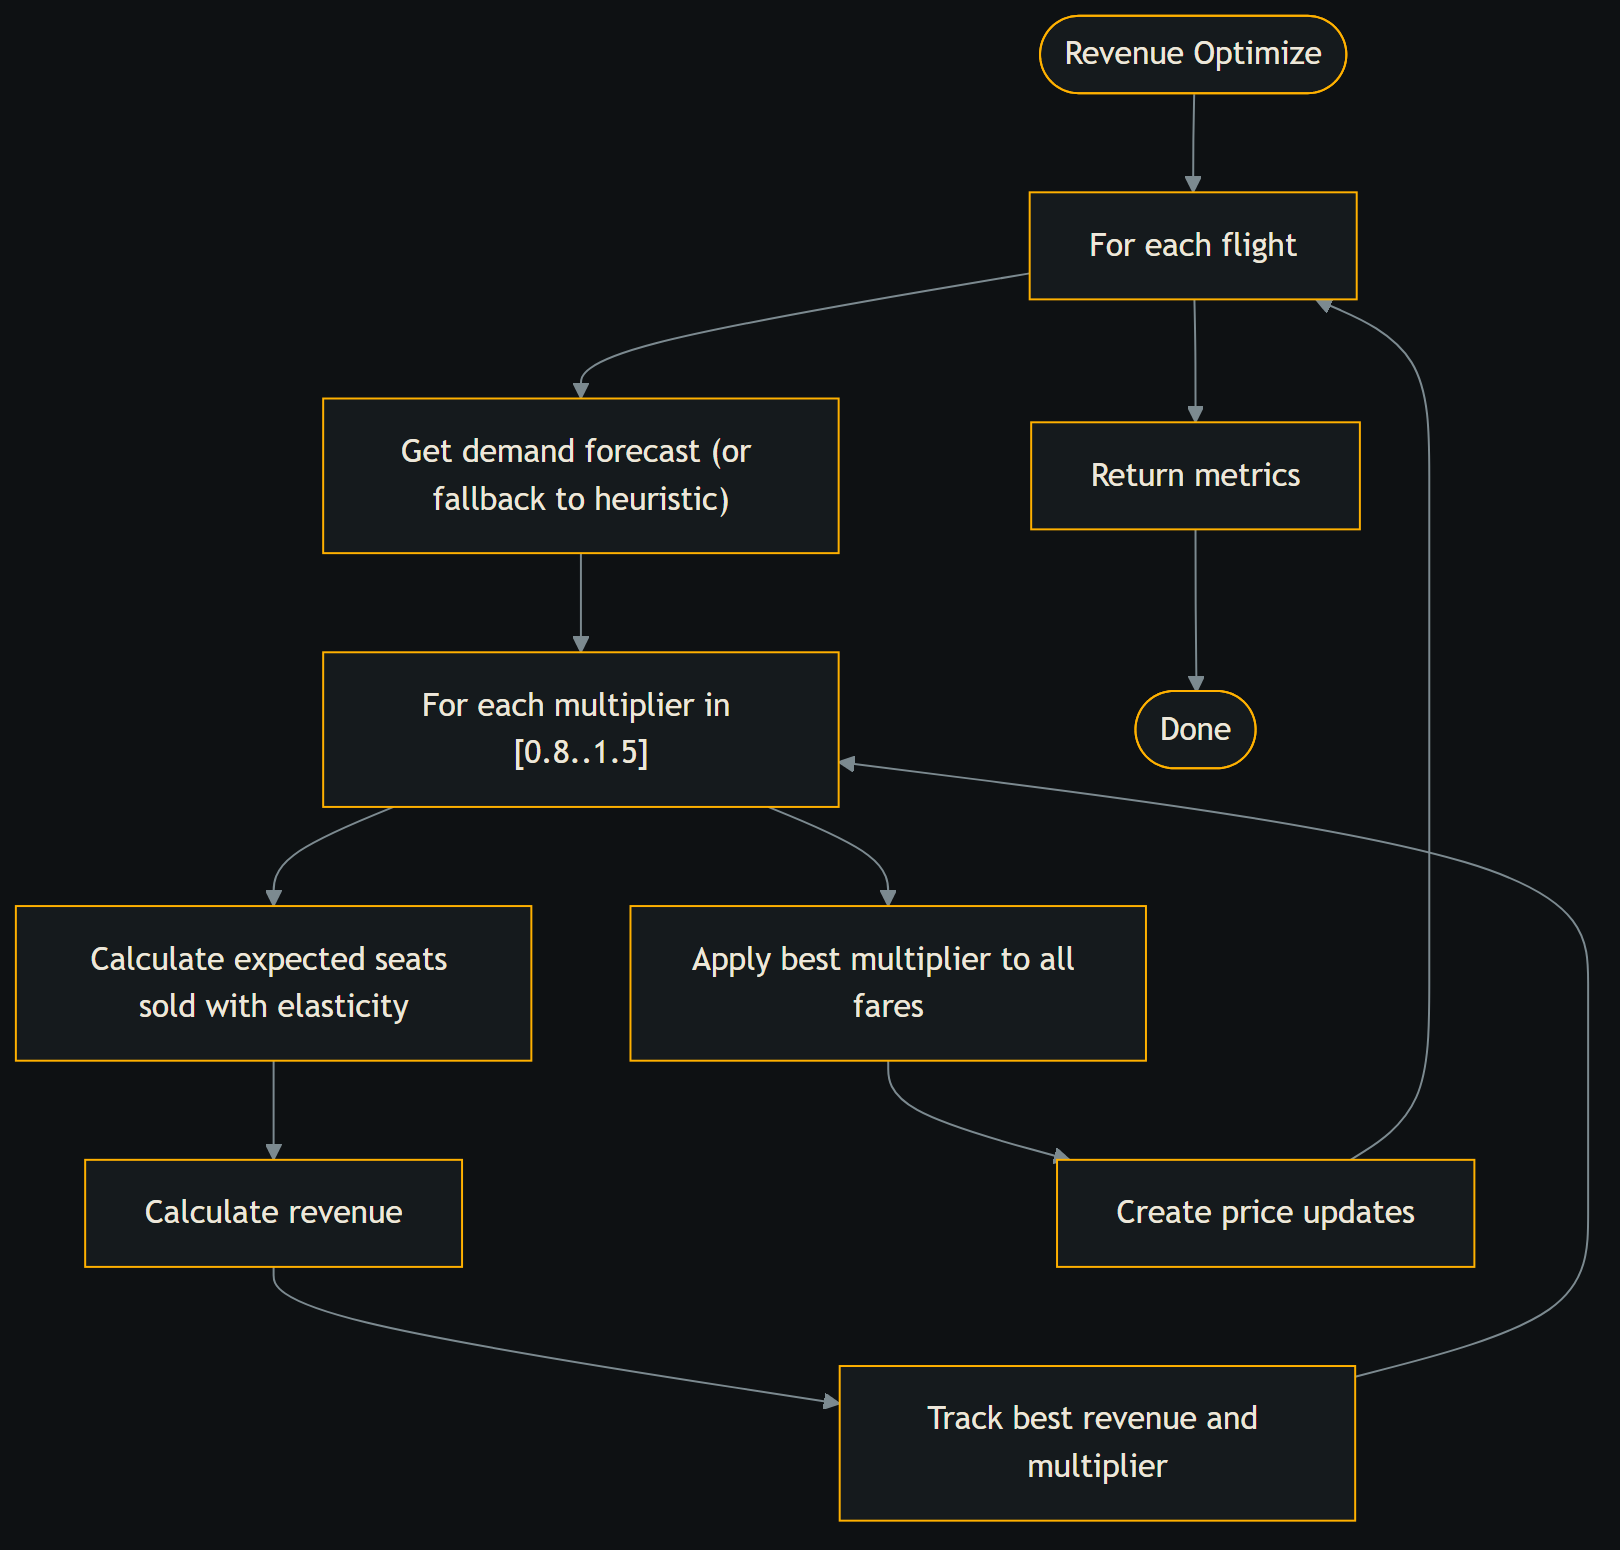 Revenue Optimize
For each flight
Get demand forecast (or
fallback to heuristic)
Return metrics
For each multiplier in
[0.8..1.5]
Done
Calculate expected seats
sold with elasticity
Apply best multiplier to all
fares
Calculate revenue
Create price updates
Track best revenue and
multiplier